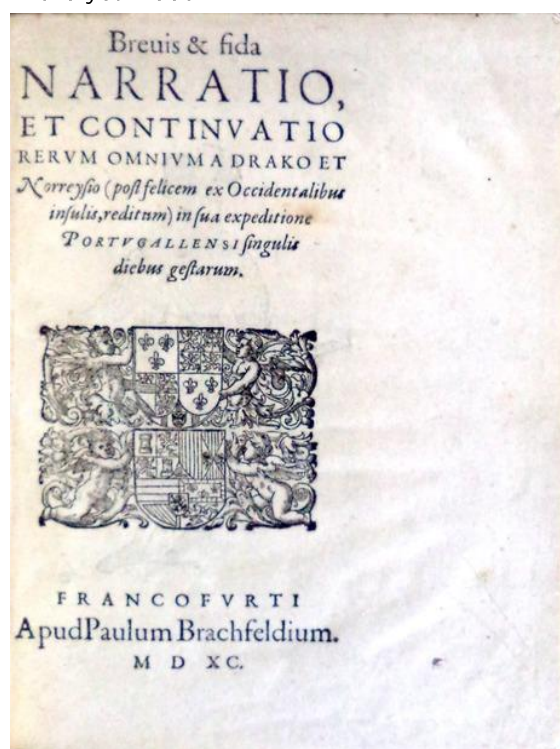 Breuis & fida
NARRATIO,
ET CONTINVATIO
RERVM OMNIVM A DRAKO ET
Norreysio (post felicem ex Occidentalibus
insulis, reditum) in sua expeditione
PORTVGALLENSI singulis
diebus gestarum.
FRANCOFVRTI
Apud Paulum Brachfeldium.
M D XC.